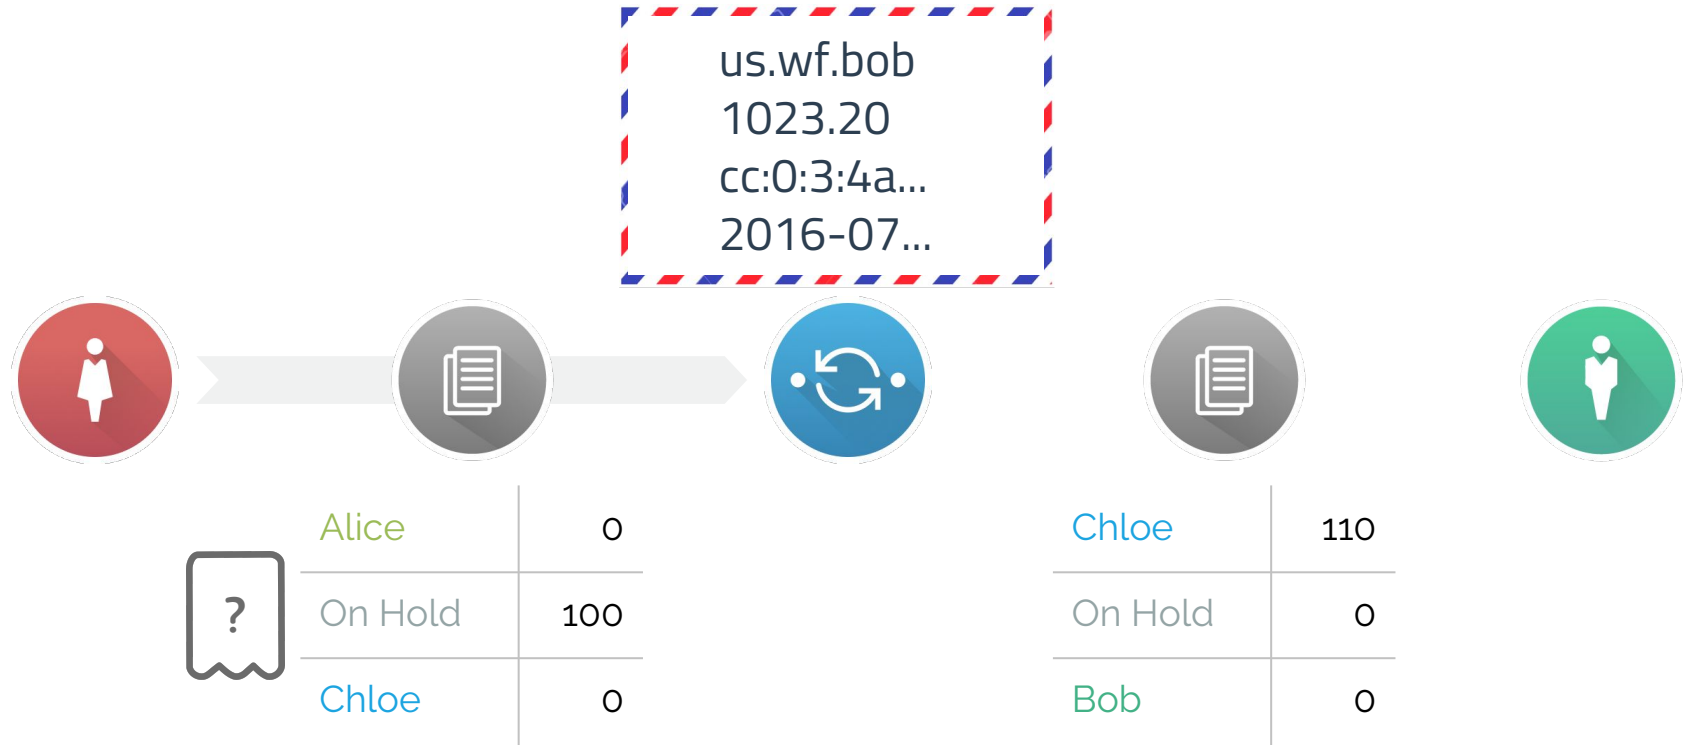 us.wf.bob
1023.20
cc:0:3:4a...
2016-07...
Alice 0
? On Hold 100
Chloe 0
Chloe 110
On Hold 0
Bob 0